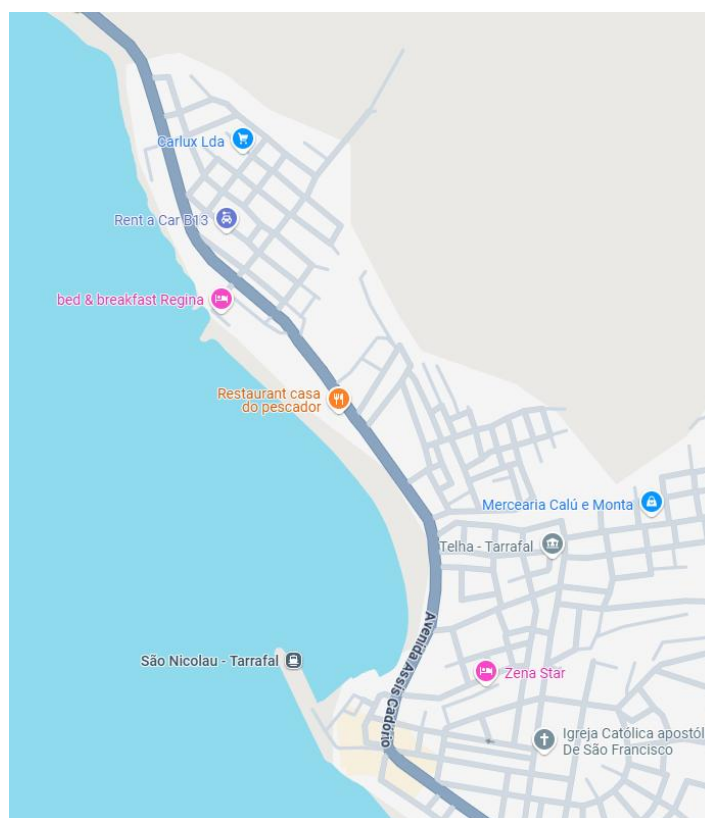 Carlux Lda
Rent a Car B13
bed & breakfast Regina
Restaurant casa
do pescador
Mercearia Calú e Monta
Telha - Tarrafal
Avenida Assis Cadório
São Nicolau - Tarrafal
Zena Star
Igreja Católica apostól
De São Francisco